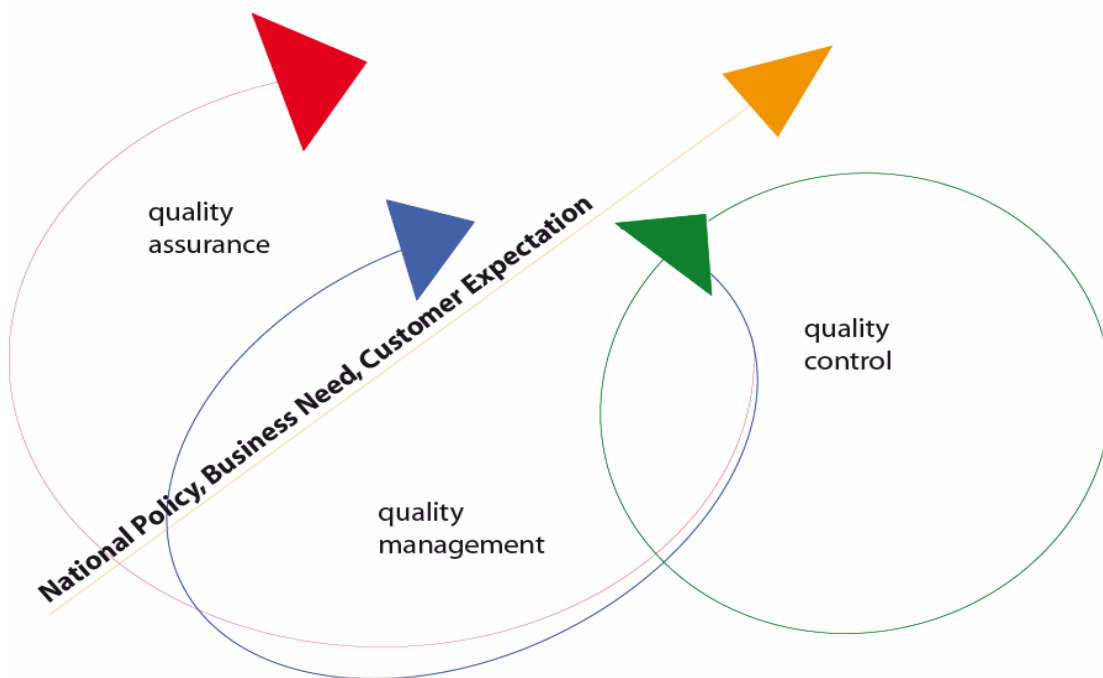 quality
assurance
National Policy, Business Need, Customer Expectation
quality
control
quality
management